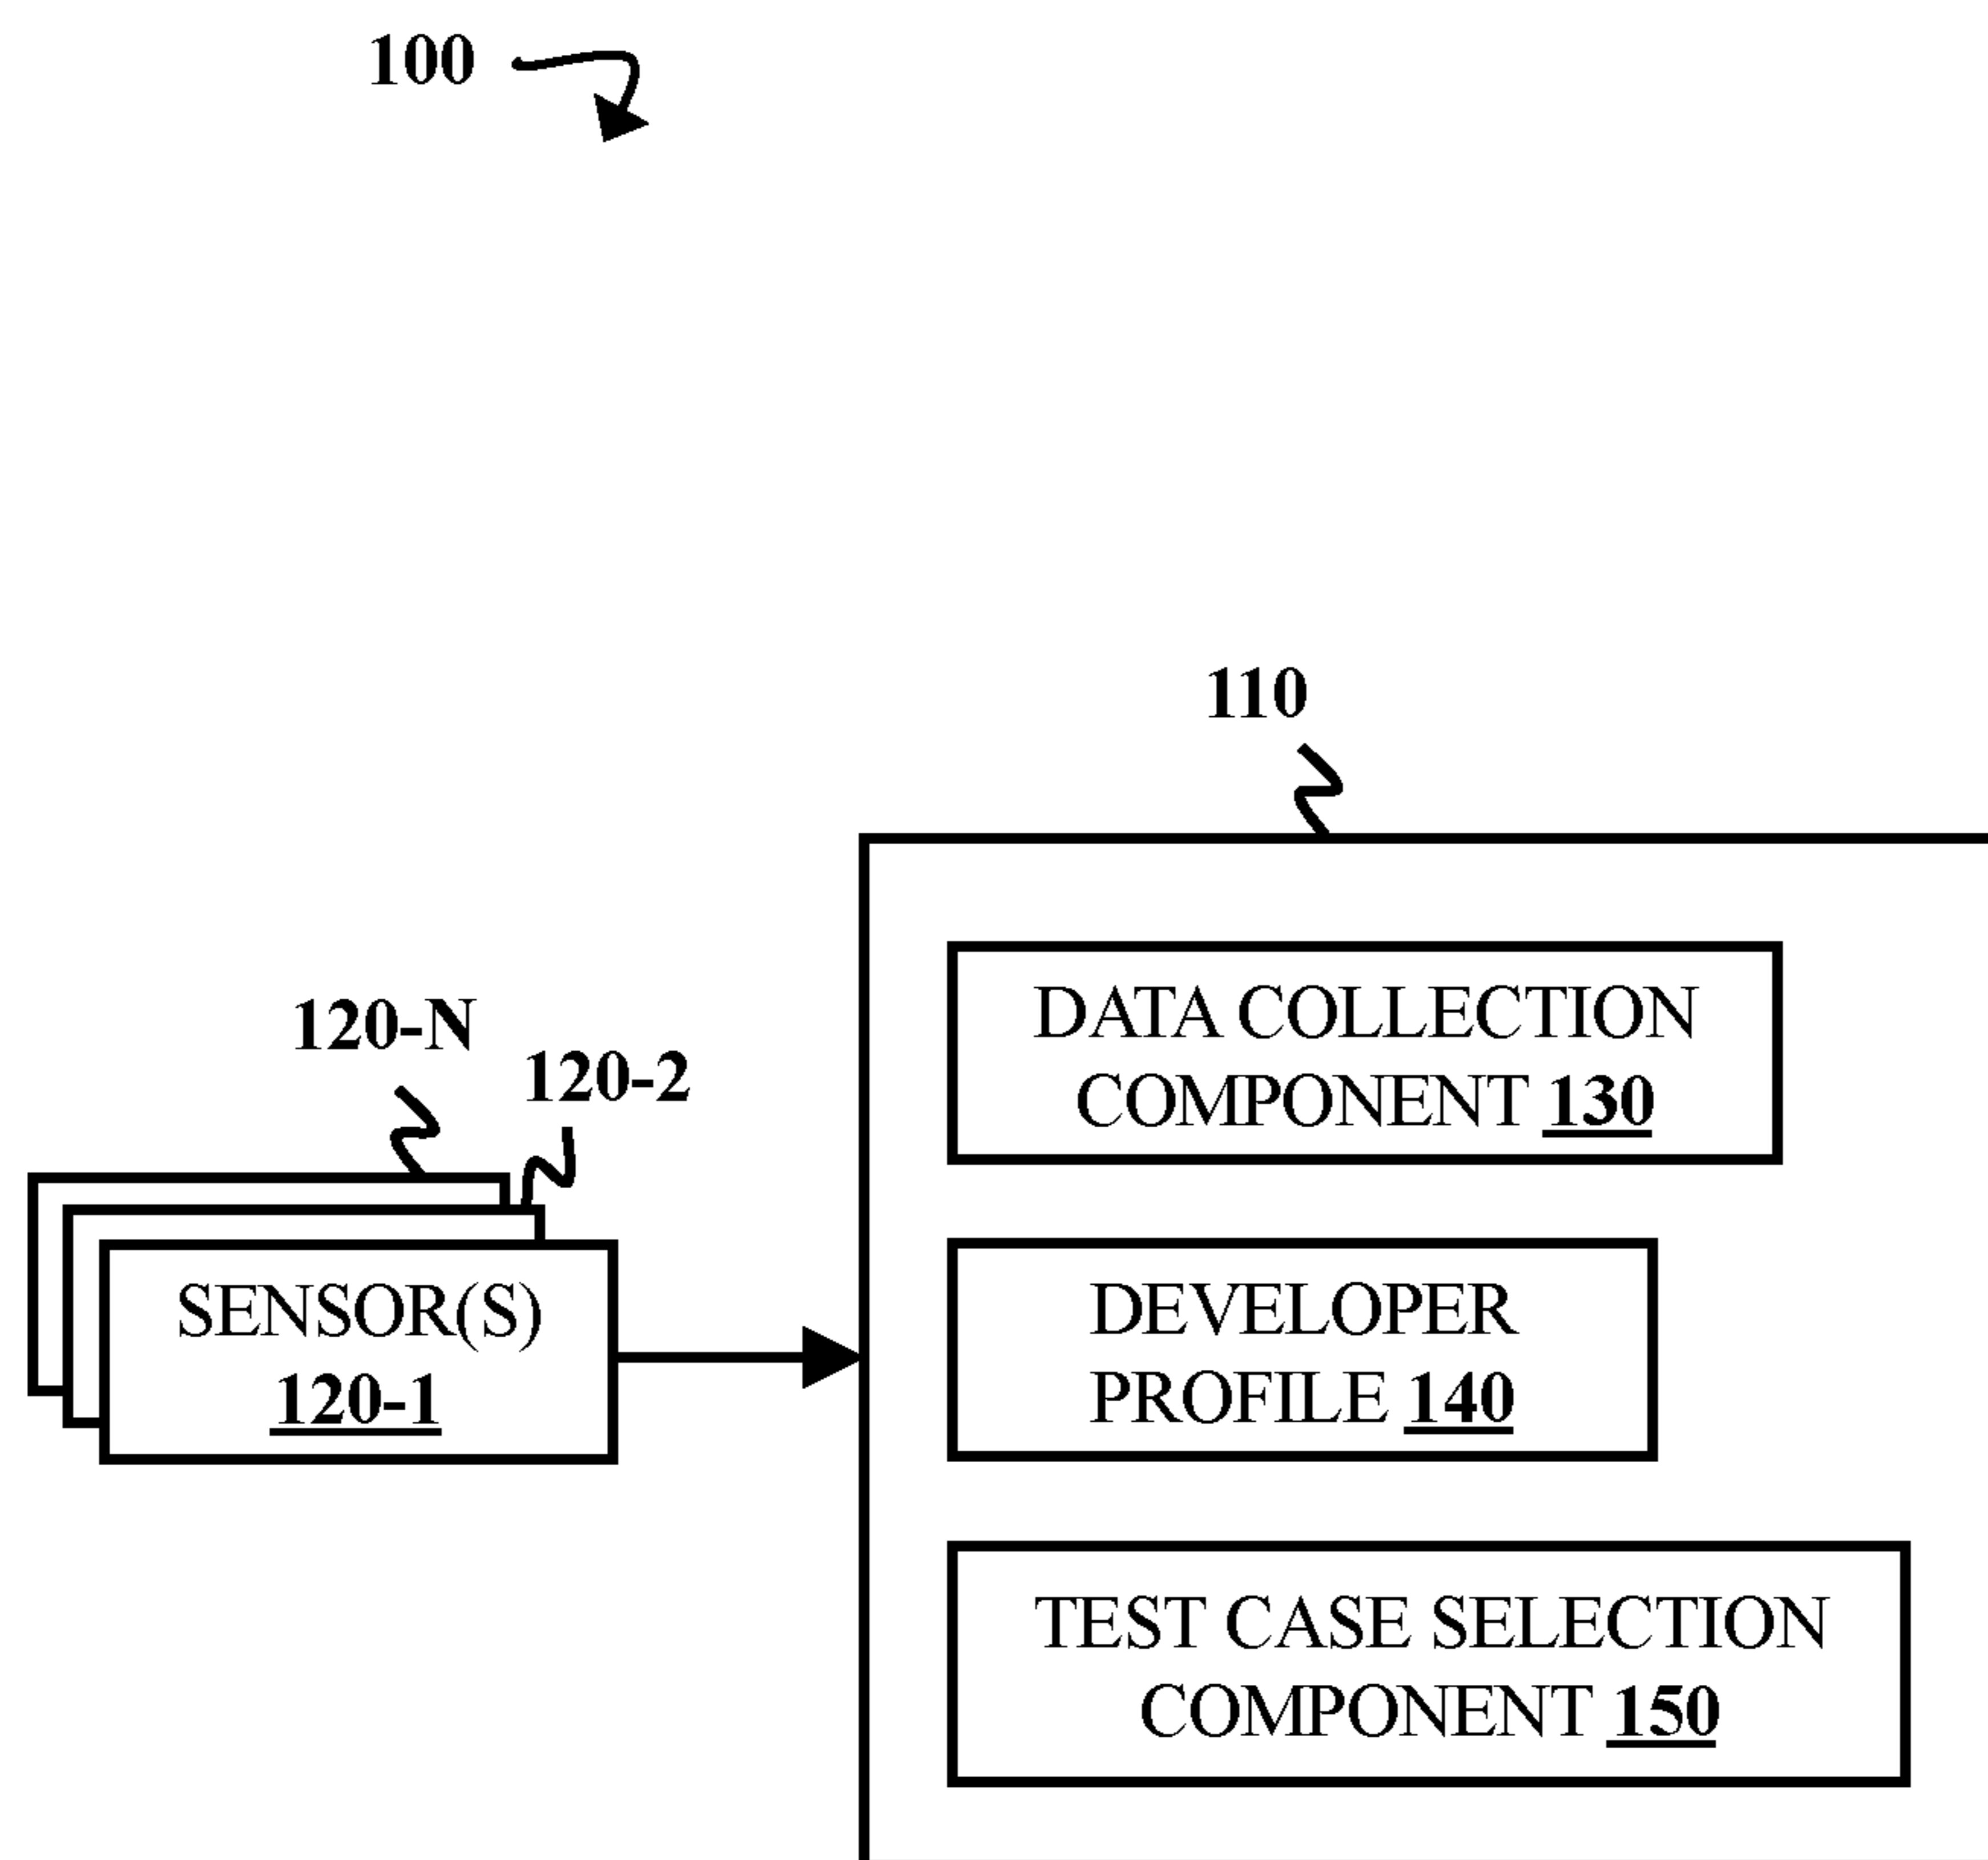 100
110
120-N
120-2
SENSOR(S)
120-1
DATA COLLECTION
COMPONENT 130
DEVELOPER
PROFILE 140
TEST CASE SELECTION
COMPONENT 150